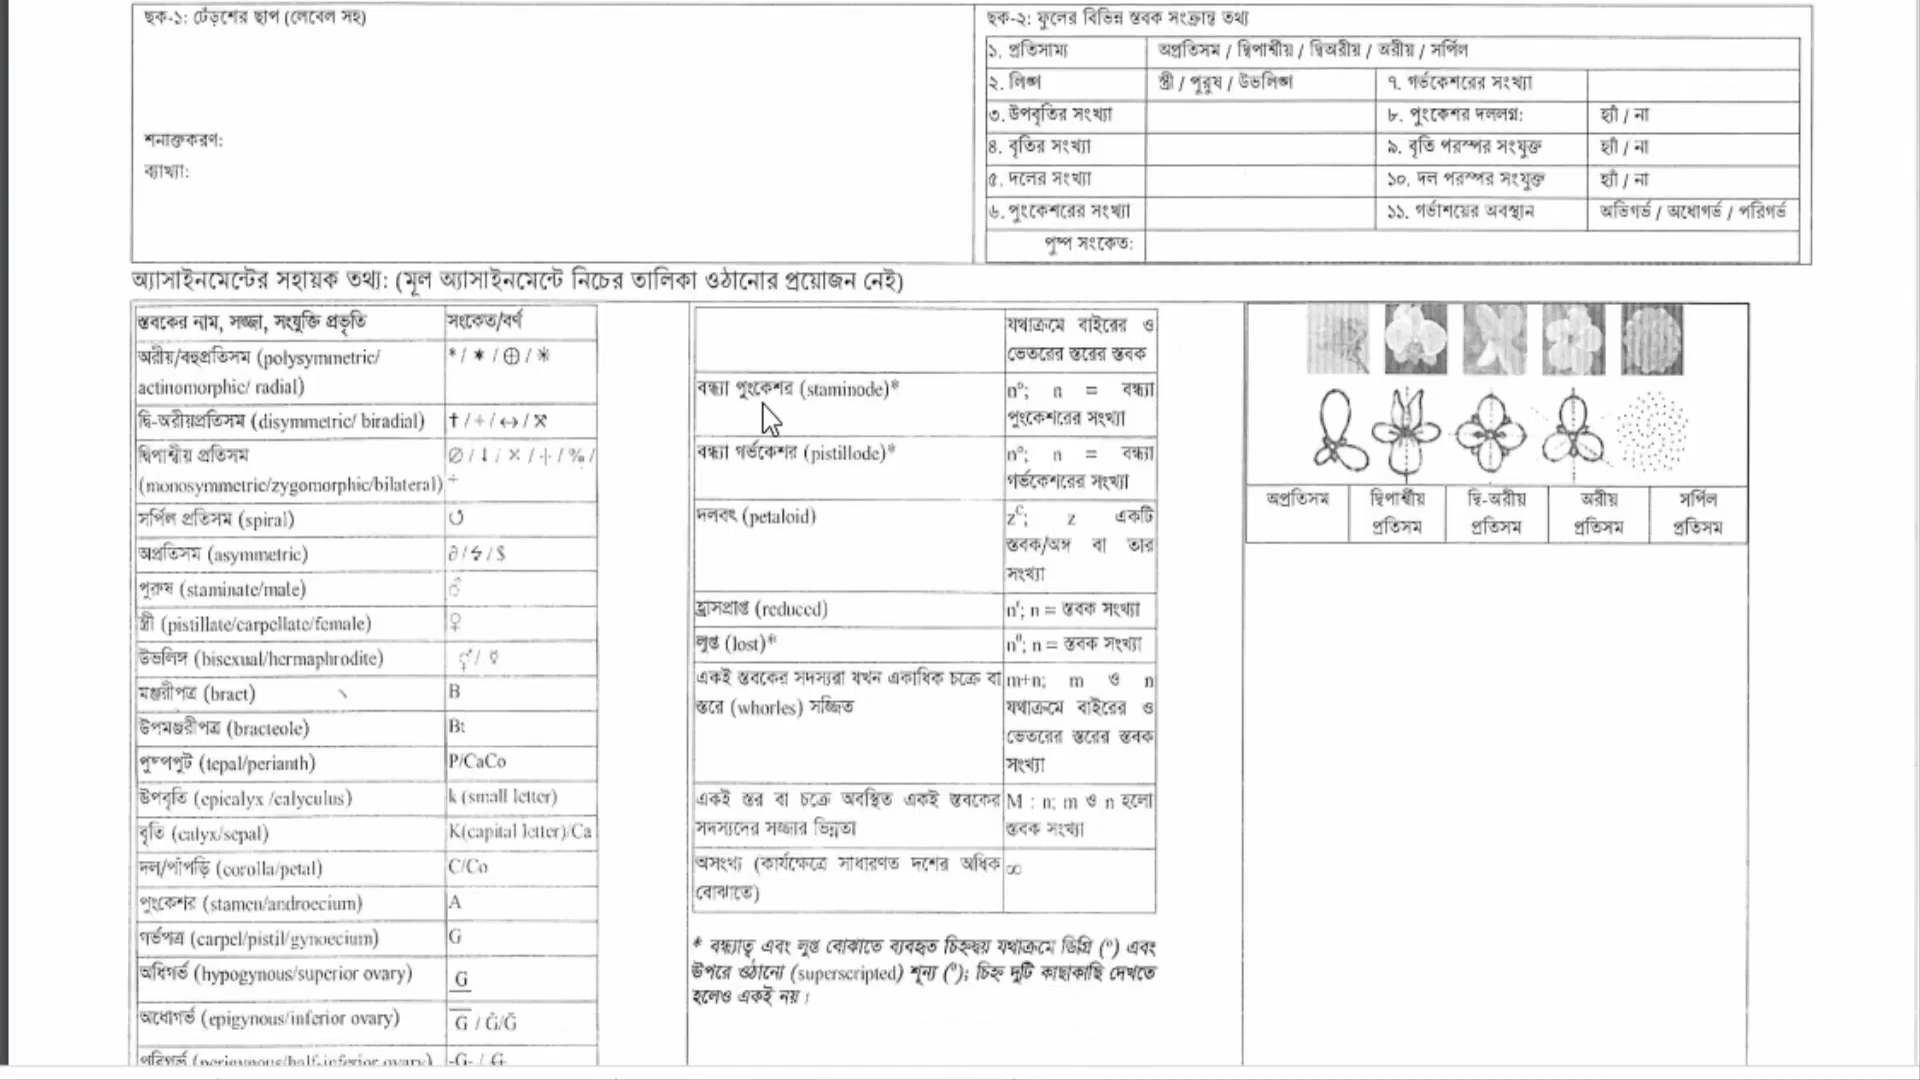 ছক-১: ঢেঁড়শের ছাপ (লেবেল সহ)
শনাক্তকরণ:
ব্যাখ্যা:
ছক-২: ফুলের বিভিন্ন স্তবক সংক্রান্ত তথ্য
১. প্রতিসাম্য অপ্রতিসম / দ্বিপার্শ্বীয় / দ্বিঅরীয় / অরীয় / সর্পিল
২. লিঙ্গ স্ত্রী / পুরুষ / উভলিঙ্গ ৭. গর্ভকেশরের সংখ্যা
৩. উপবৃতির সংখ্যা ৮. পুংকেশর দললগ্ন: হ্যাঁ / না
৪. বৃতির সংখ্যা ৯. বৃতি পরস্পর সংযুক্ত হ্যাঁ / না
৫. দলের সংখ্যা ১০. দল পরস্পর সংযুক্ত হ্যাঁ / না
৬. পুংকেশরের সংখ্যা ১১. গর্ভাশয়ের অবস্থান অভিগর্ভ / অধোগর্ভ / পরিগর্ভ
পুষ্প সংকেত:
অ্যাসাইনমেন্টের সহায়ক তথ্য: (মূল অ্যাসাইনমেন্টে নিচের তালিকা ওঠানোর প্রয়োজন নেই)
স্তবকের নাম, সজ্জা, সংযুক্তি প্রভৃতি সংকেত/বর্ণ
অরীয়/বহুপ্রতিসম (polysymmetric/ * / ✶ / ⊕ / ✳
actinomorphic/ radial)
দ্বি-অরীয়প্রতিসম (disymmetric/ biradial) † / + / ↔ / ⚒
দ্বিপার্শ্বীয় প্রতিসম ∅ / ↓ / × / ·|· / % /
(monosymmetric/zygomorphic/bilateral) ÷
সর্পিল প্রতিসম (spiral)
অপ্রতিসম (asymmetric)
পুরুষ (staminate/male) ♂
স্ত্রী (pistillate/carpellate/female) ♀
উভলিঙ্গ (bisexual/hermaphrodite) ⚥ / ☿
মঞ্জরীপত্র (bract) B
উপমঞ্জরীপত্র (bracteole) Bt
পুষ্পপুট (tepal/perianth) P/CaCo
উপবৃতি (epicalyx /calyculus) k (small letter)
বৃতি (calyx/sepal) K(capital letter)/Ca
দল/পাঁপড়ি (corolla/petal) C/Co
পুংকেশর (stamen/androecium) A
গর্ভপত্র (carpel/pistil/gynoecium) G
অধিগর্ভ (hypogynous/superior ovary) G̲
অধোগর্ভ (epigynous/inferior ovary) G̅ / Ĝ/Ğ
পরিগর্ভ (perigynous/half-inferior ovary) -G- / G
যথাক্রমে বাইরের ও
ভেতরের স্তরের স্তবক
বন্ধ্যা পুংকেশর (staminode)* n°; n = বন্ধ্যা
পুংকেশরের সংখ্যা
বন্ধ্যা গর্ভকেশর (pistillode)* n°; n = বন্ধ্যা
গর্ভকেশরের সংখ্যা
দলবৎ (petaloid) zᶜ; z একটি
স্তবক/অঙ্গ বা তার
সংখ্যা
হ্রাসপ্রাপ্ত (reduced) nʳ; n = স্তবক সংখ্যা
লুপ্ত (lost)* n⁰; n = স্তবক সংখ্যা
একই স্তবকের সদস্যরা যখন একাধিক চক্রে বা m+n; m ও n
স্তরে (whorles) সজ্জিত যথাক্রমে বাইরের ও
ভেতরের স্তরের স্তবক
সংখ্যা
একই স্তর বা চক্রে অবস্থিত একই স্তবকের M : n; m ও n হলো
সদস্যদের সজ্জার ভিন্নতা স্তবক সংখ্যা
অসংখ্য (কার্যক্ষেত্রে সাধারণত দশের অধিক ∞
বোঝাতে)
* বন্ধ্যাত্ব এবং লুপ্ত বোঝাতে ব্যবহৃত চিহ্নদ্বয় যথাক্রমে ডিগ্রি (°) এবং
উপরে ওঠানো (superscripted) শূন্য (⁰); চিহ্ন দুটি কাছাকাছি দেখতে
হলেও একই নয়।
অপ্রতিসম দ্বিপার্শ্বীয় দ্বি-অরীয় অরীয় সর্পিল
প্রতিসম প্রতিসম প্রতিসম প্রতিসম